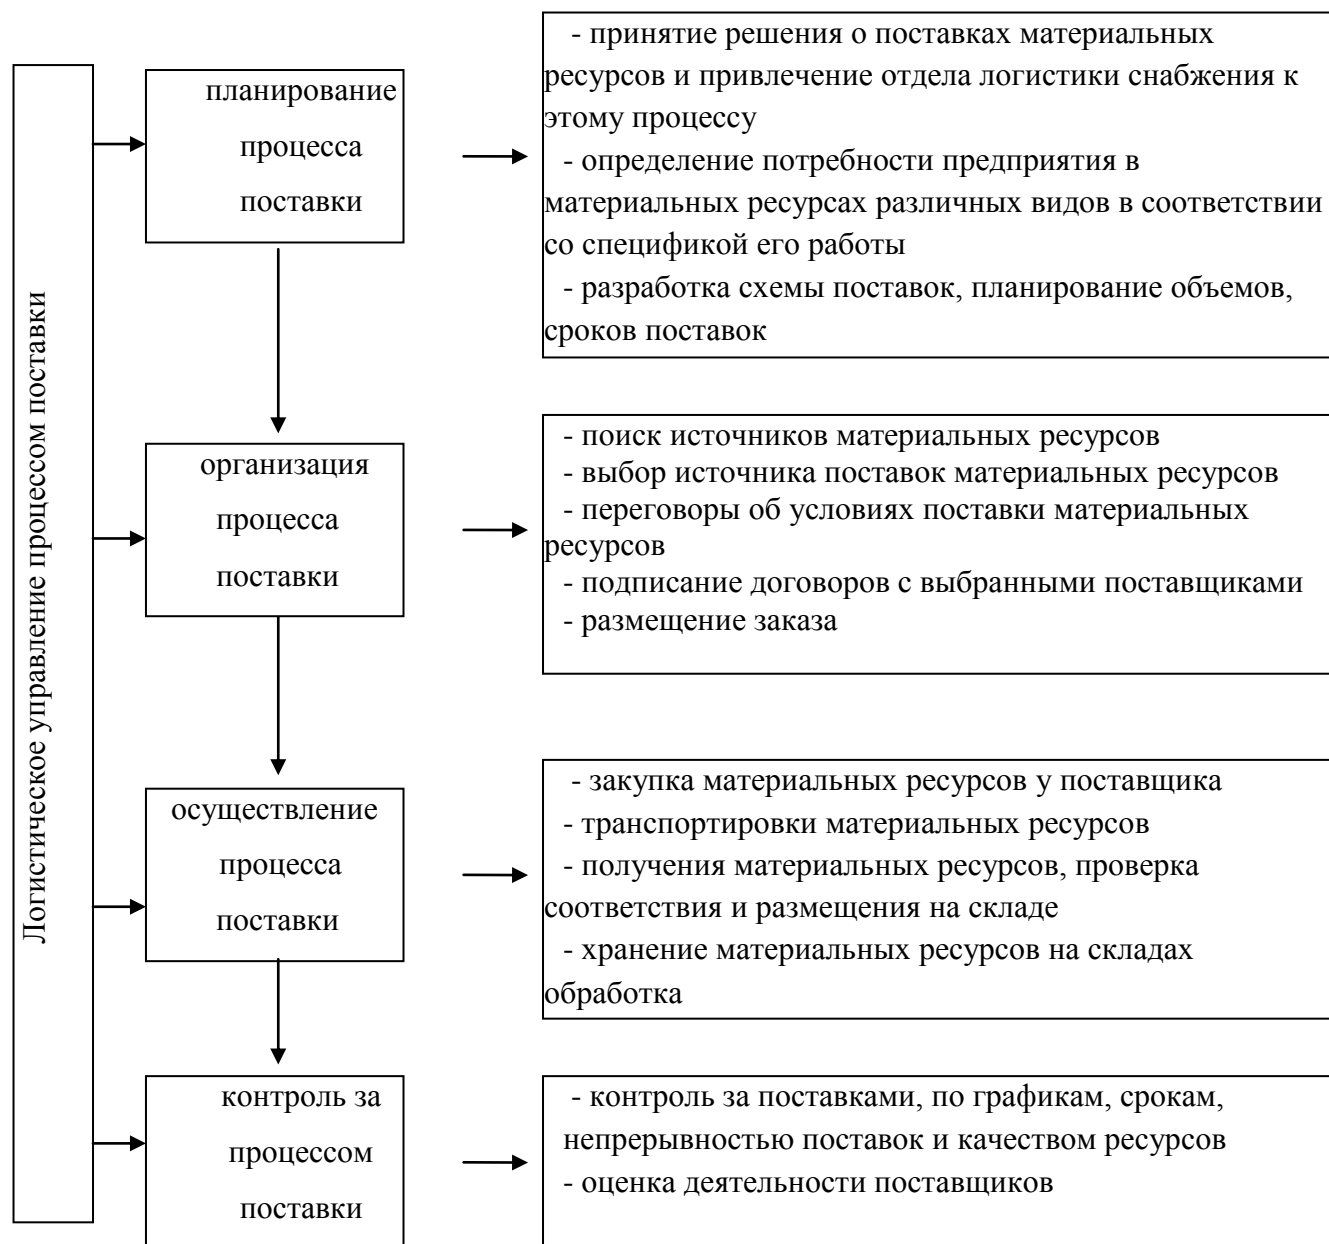 Логистическое управление процессом поставки
планирование
процесса
поставки
- принятие решения о поставках материальных
ресурсов и привлечение отдела логистики снабжения к
этому процессу
- определение потребности предприятия в
материальных ресурсах различных видов в соответствии
со спецификой его работы
- разработка схемы поставок, планирование объемов,
сроков поставок
организация
процесса
поставки
- поиск источников материальных ресурсов
- выбор источника поставок материальных ресурсов
- переговоры об условиях поставки материальных
ресурсов
- подписание договоров с выбранными поставщиками
- размещение заказа
осуществление
процесса
поставки
- закупка материальных ресурсов у поставщика
- транспортировки материальных ресурсов
- получения материальных ресурсов, проверка
соответствия и размещения на складе
- хранение материальных ресурсов на складах
обработка
контроль за
процессом
поставки
- контроль за поставками, по графикам, срокам,
непрерывностью поставок и качеством ресурсов
- оценка деятельности поставщиков